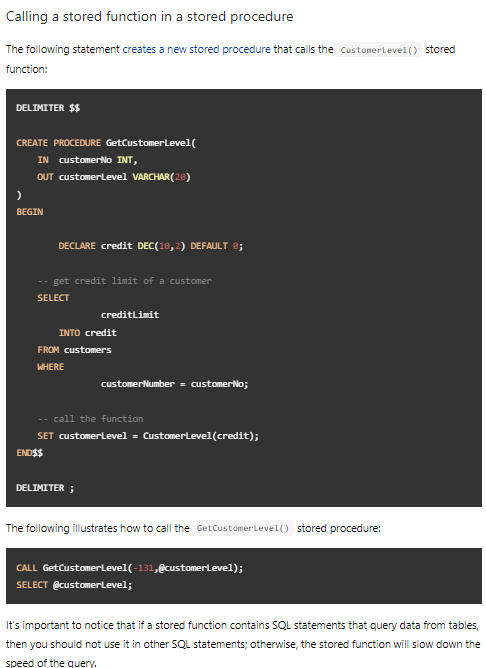 Calling a stored function in a stored procedure
The following statement creates a new stored procedure that calls the CustomerLevel() stored
function:
DELIMITER $$
CREATE PROCEDURE GetCustomerLevel(
IN customerNo INT,
OUT customerLevel VARCHAR(20)
)
BEGIN
DECLARE credit DEC(10,2) DEFAULT 0;
-- get credit limit of a customer
SELECT
creditLimit
INTO credit
FROM customers
WHERE
customerNumber = customerNo;
-- call the function
SET customerLevel = CustomerLevel(credit);
END$$
DELIMITER ;
The following illustrates how to call the GetCustomerLevel() stored procedure:
CALL GetCustomerLevel(-131,@customerLevel);
SELECT @customerLevel;
It's important to notice that if a stored function contains SQL statements that query data from tables,
then you should not use it in other SQL statements; otherwise, the stored function will slow down the
speed of the query.